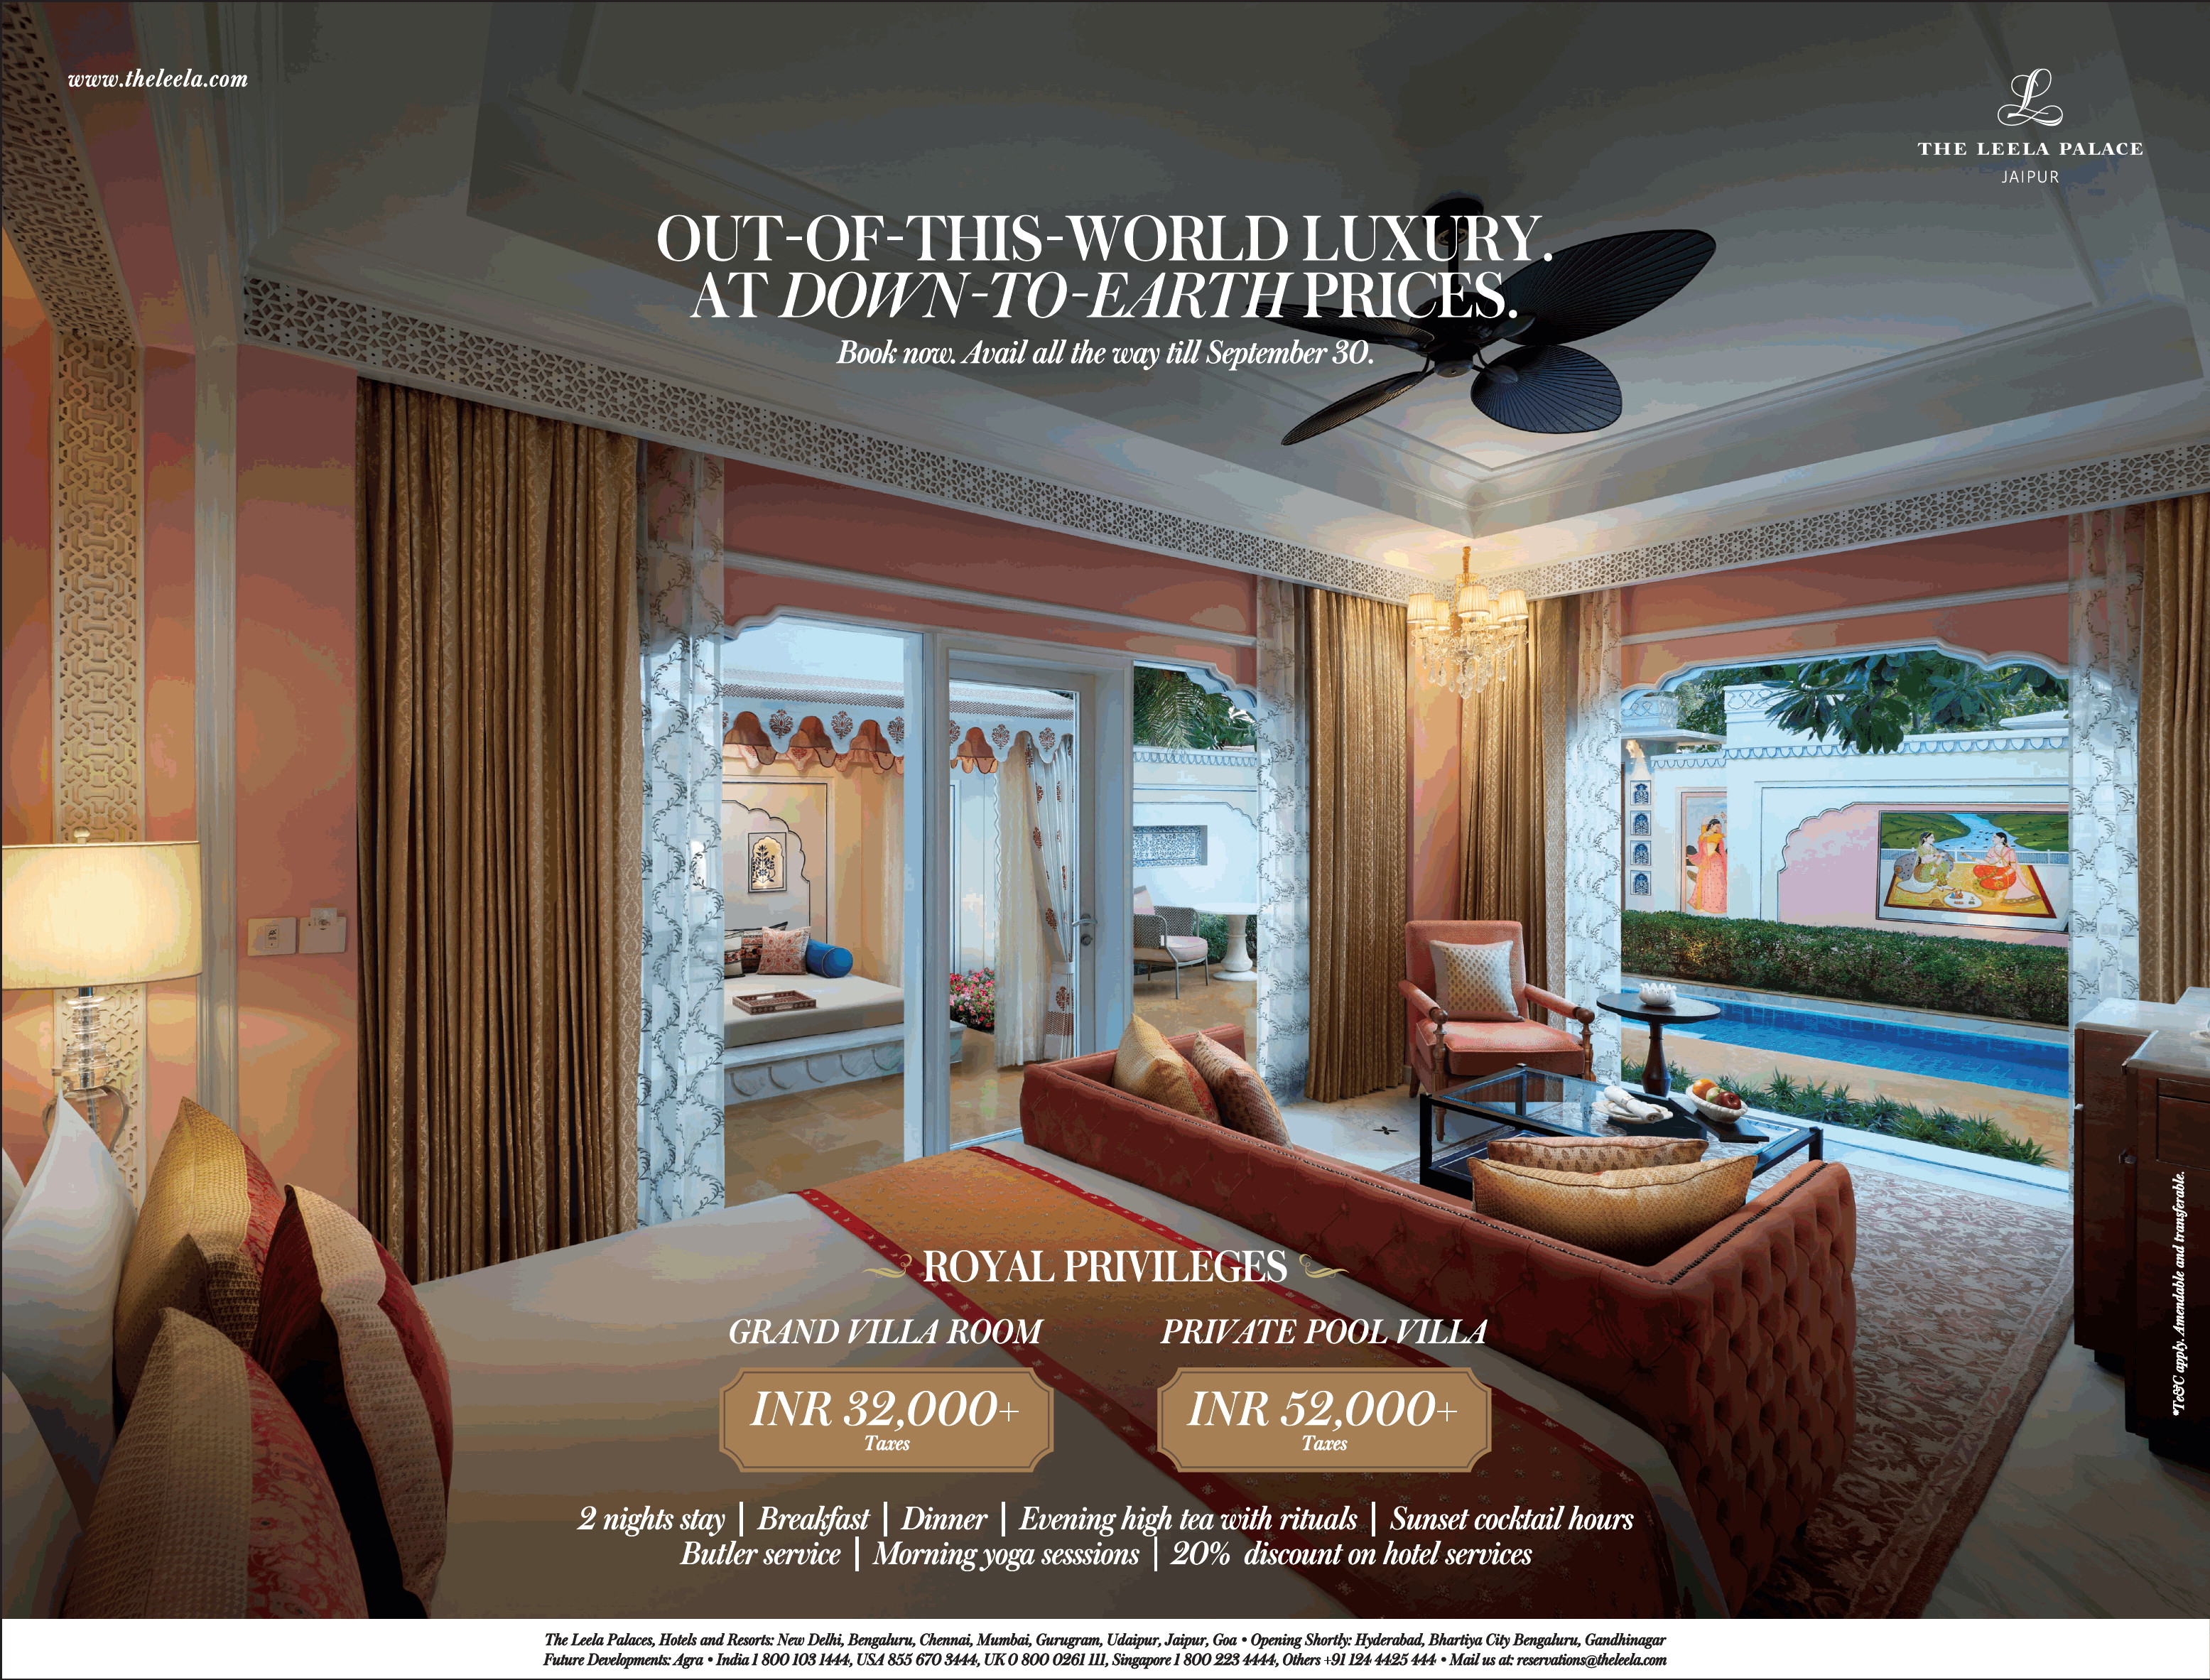 www.theleela.com
L
THE LEELA PALACE
JAIPUR
OUT-OF-THIS-WORLD LUXURY.
AT DOWN-TO-EARTH PRICES.
Book now. Avail all the way till September 30.
ROYAL PRIVILEGES
GRAND VILLA ROOM
INR 32,000+
Taxes
PRIVATE POOL VILLA
INR 52,000+
Taxes
2 nights stay | Breakfast | Dinner | Evening high tea with rituals | Sunset cocktail hours
Butler service | Morning yoga sesssions | 20% discount on hotel services
*Te&C apply. Amendable and transferable.
The Leela Palaces, Hotels and Resorts: New Delhi, Bengaluru, Chennai, Mumbai, Gurugram, Udaipur, Jaipur, Goa • Opening Shortly: Hyderabad, Bhartiya City Bengaluru, Gandhinagar
Future Developments: Agra • India 1 800 103 1444, USA 855 670 3444, UK 0 800 0261 111, Singapore 1 800 223 4444, Others +91 124 4425 444 • Mail us at: reservations@theleela.com